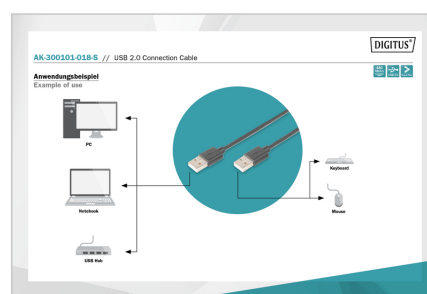 DIGITUS®
AK-300101-018-S // USB 2.0 Connection Cable
Anwendungsbeispiel
Example of use
PC
Keyboard
Notebook
Mouse
USB Hub